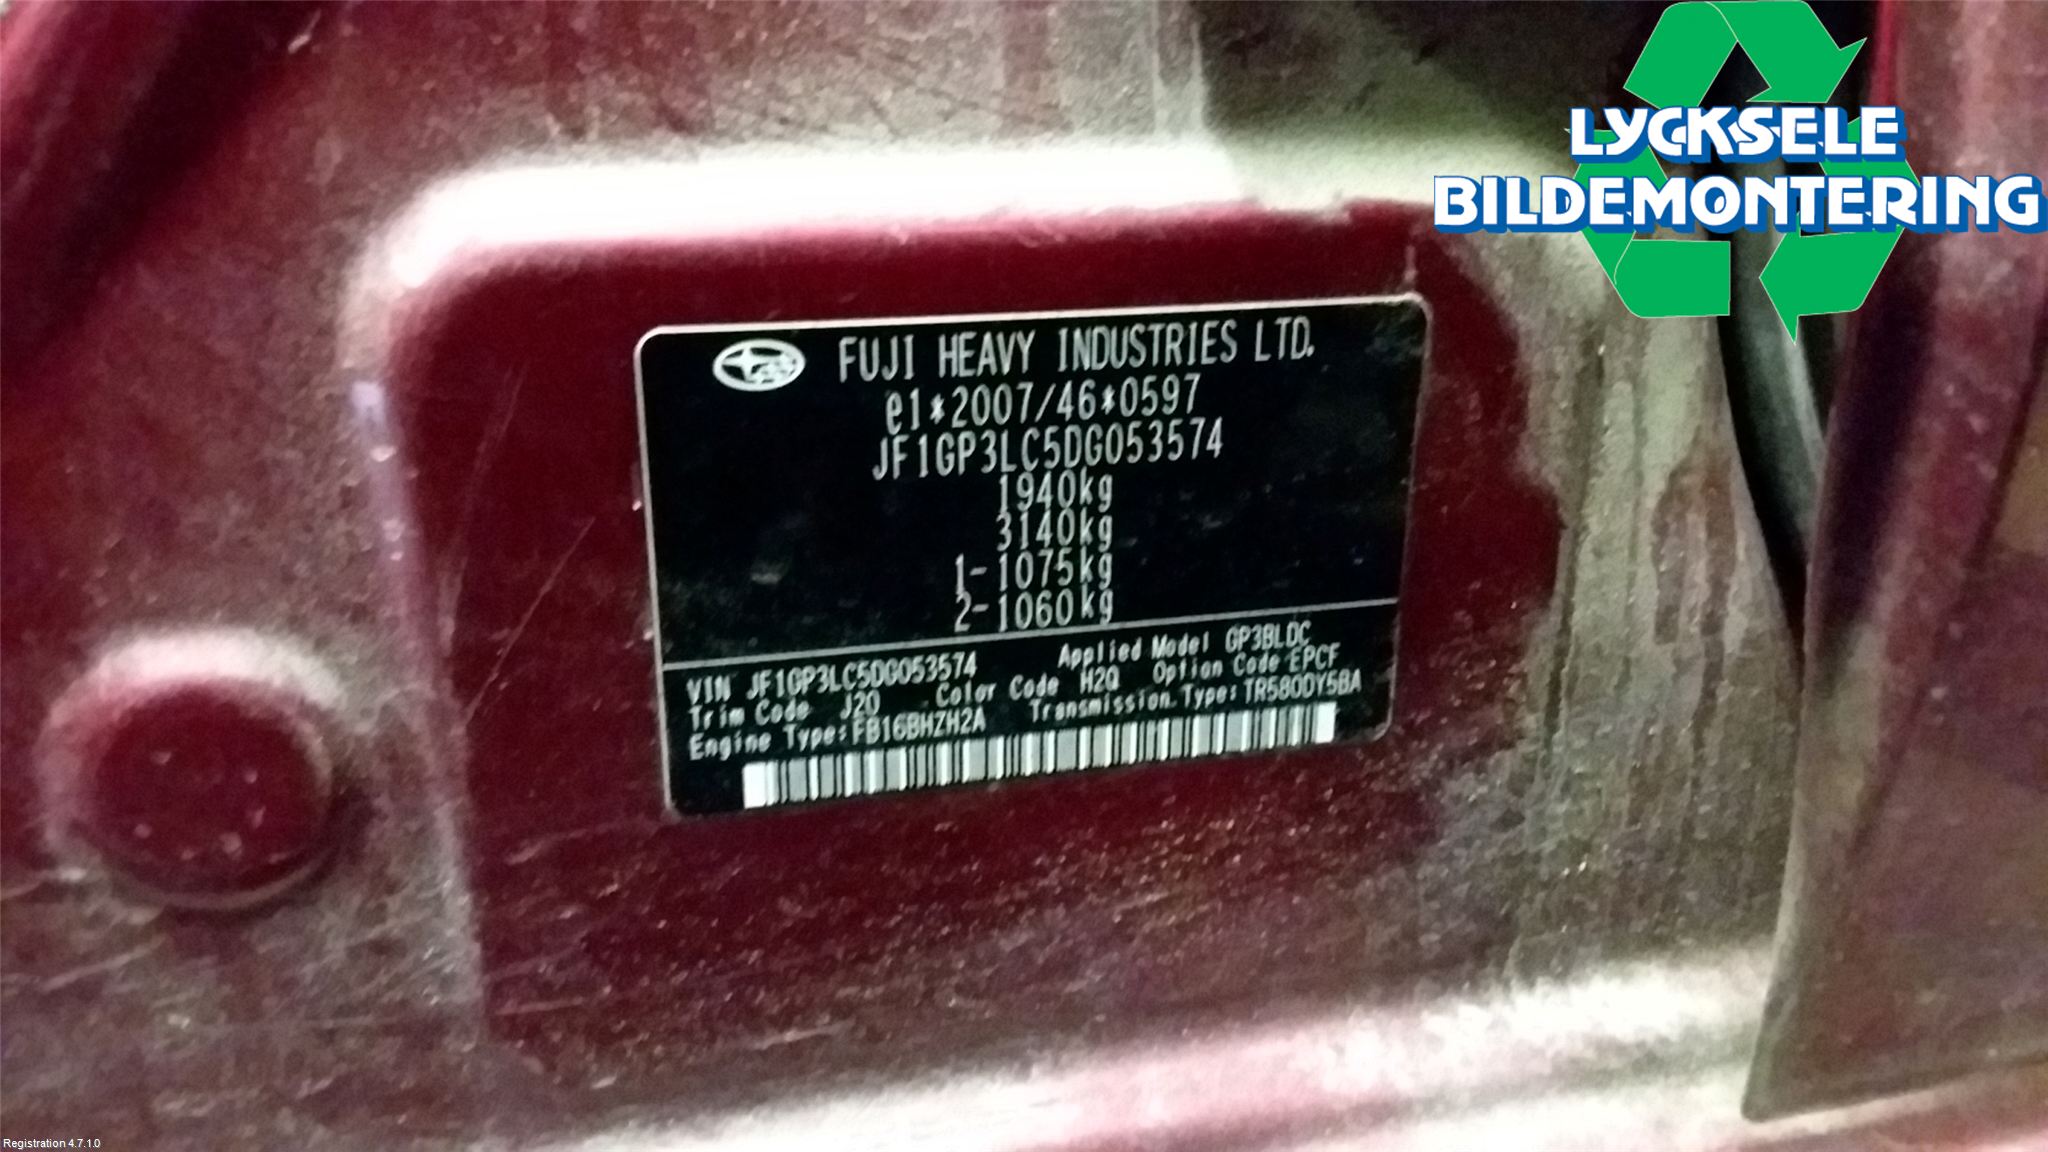 LYCKSELE
BILDEMONTERING
FUJI HEAVY INDUSTRIES LTD.
e1*2007/46*0597
JF1GP3LC5DG053574
1940kg
3140kg
1-1075kg
2-1060kg
VIN JF1GP3LC5DG053574 Applied Model GP3BLDC
Trim Code J20 Color Code H2Q Option Code EPCF
Engine Type:FB16BHZH2A Transmission Type:TR580DY5BA
Registration 4.7.1.0